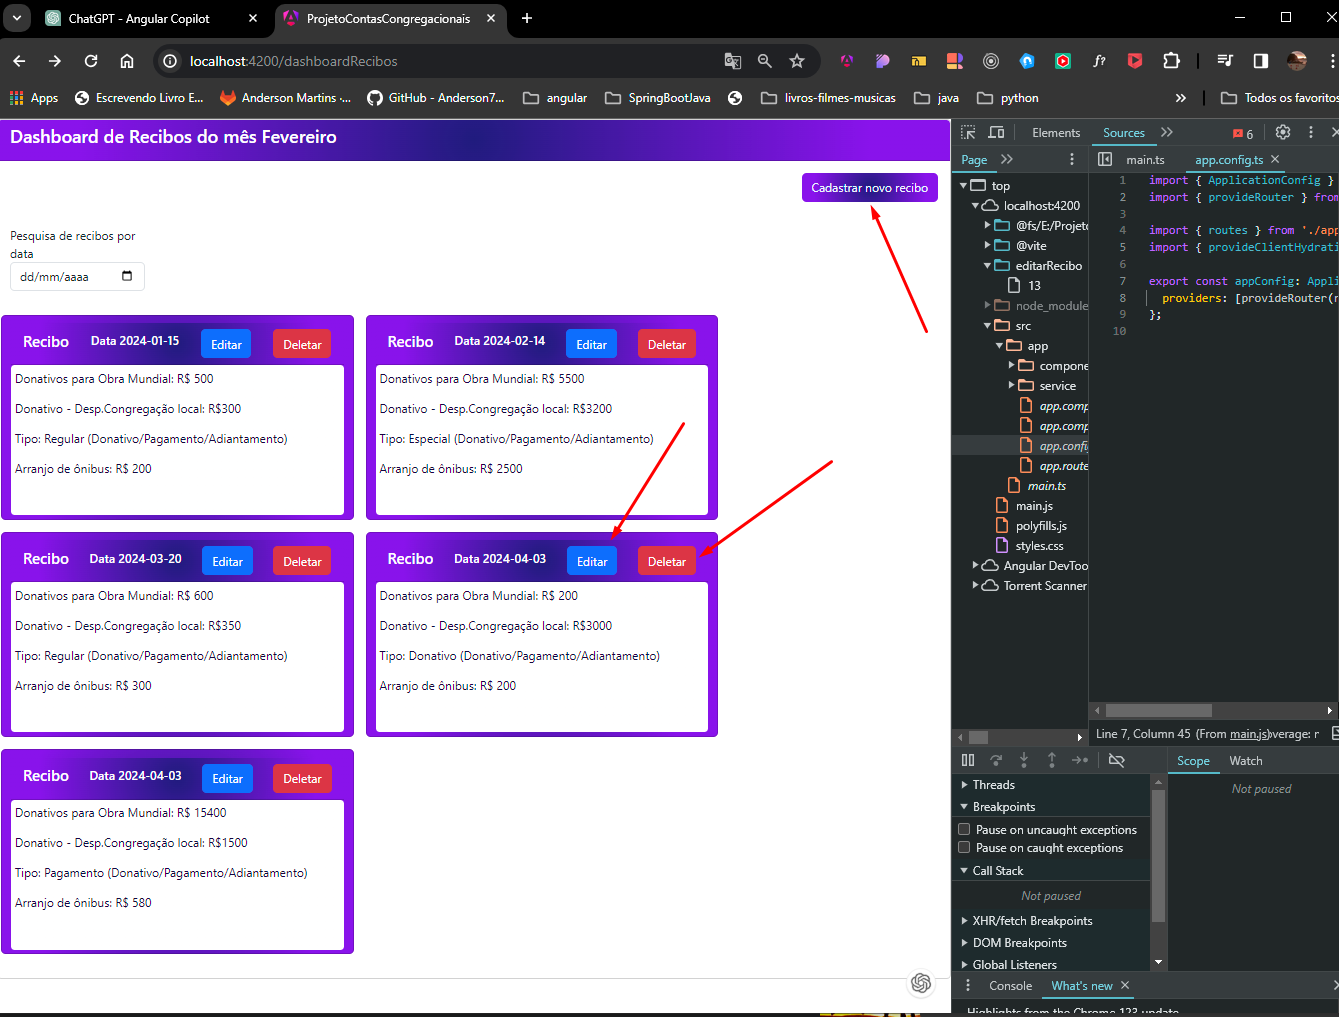 ChatGPT - Angular Copilot
ProjetoContasCongregacionais
localhost:4200/dashboardRecibos
Apps
Escrevendo Livro E...
Anderson Martins -...
GitHub - Anderson7...
angular
SpringBootJava
livros-filmes-musicas
java
python
»
Todos os favoritos
Dashboard de Recibos do mês Fevereiro
Cadastrar novo recibo
Pesquisa de recibos por
data
dd/mm/aaaa
Recibo Data 2024-01-15 Editar Deletar
Donativos para Obra Mundial: R$ 500
Donativo - Desp.Congregação local: R$300
Tipo: Regular (Donativo/Pagamento/Adiantamento)
Arranjo de ônibus: R$ 200
Recibo Data 2024-02-14 Editar Deletar
Donativos para Obra Mundial: R$ 5500
Donativo - Desp.Congregação local: R$3200
Tipo: Especial (Donativo/Pagamento/Adiantamento)
Arranjo de ônibus: R$ 2500
Recibo Data 2024-03-20 Editar Deletar
Donativos para Obra Mundial: R$ 600
Donativo - Desp.Congregação local: R$350
Tipo: Regular (Donativo/Pagamento/Adiantamento)
Arranjo de ônibus: R$ 300
Recibo Data 2024-04-03 Editar Deletar
Donativos para Obra Mundial: R$ 200
Donativo - Desp.Congregação local: R$3000
Tipo: Donativo (Donativo/Pagamento/Adiantamento)
Arranjo de ônibus: R$ 200
Recibo Data 2024-04-03 Editar Deletar
Donativos para Obra Mundial: R$ 15400
Donativo - Desp.Congregação local: R$1500
Tipo: Pagamento (Donativo/Pagamento/Adiantamento)
Arranjo de ônibus: R$ 580
Elements Sources 6
Page
top
localhost:4200
@fs/E:/Projeto
@vite
editarRecibo
13
node_module
src
app
compone
service
app.comp
app.comp
app.confi
app.route
main.ts
main.js
polyfills.js
styles.css
Angular DevToo
Torrent Scanner
main.ts app.config.ts
1 import { ApplicationConfig }
2 import { provideRouter } from
3
4 import { routes } from './app
5 import { provideClientHydrati
6
7 export const appConfig: Appli
8 providers: [provideRouter(r
9 };
10
Line 7, Column 45 (From main.js) overage: r
Threads
Breakpoints
Pause on uncaught exceptions
Pause on caught exceptions
Call Stack
Not paused
XHR/fetch Breakpoints
DOM Breakpoints
Global Listeners
Scope Watch
Not paused
Console What's new
Highlights from the Chrome 123 update